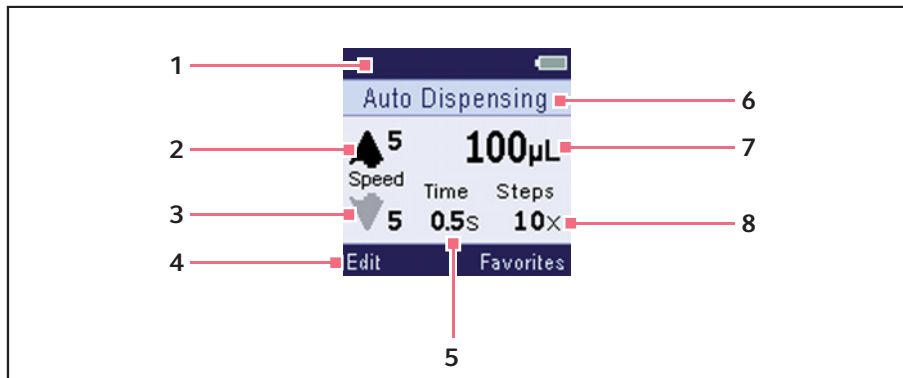 1
Auto Dispensing
6
2
5
100µL
7
Speed
Time
Steps
3
5
0.5s
10x
8
4
Edit
Favorites
5